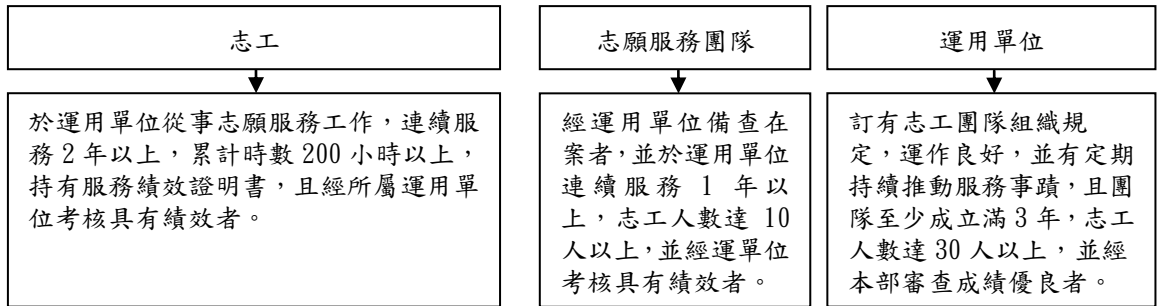 志工
於運用單位從事志願服務工作，連續服
務 2 年以上，累計時數 200 小時以上，
持有服務績效證明書，且經所屬運用單
位考核具有績效者。
志願服務團隊
經運用單位備查在
案者，並於運用單位
連續服務 1 年以
上，志工人數達 10
人以上，並經運單位
考核具有績效者。
運用單位
訂有志工團隊組織規
定，運作良好，並有定期
持續推動服務事蹟，且團
隊至少成立滿 3 年，志工
人數達 30 人以上，並經
本部審查成績優良者。